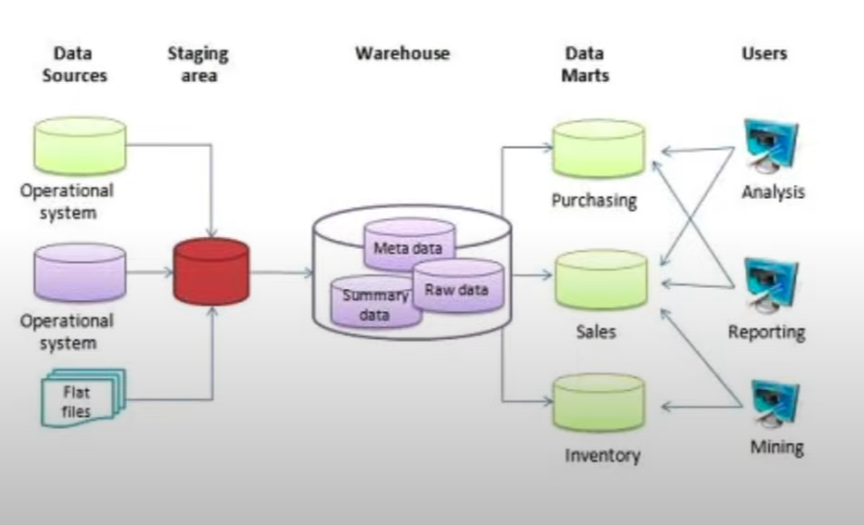 Data
Sources
Staging
area
Warehouse
Data
Marts
Users
Operational
system
Operational
system
Flat
files
Meta data
Summary
data
Raw data
Purchasing
Sales
Inventory
Analysis
Reporting
Mining